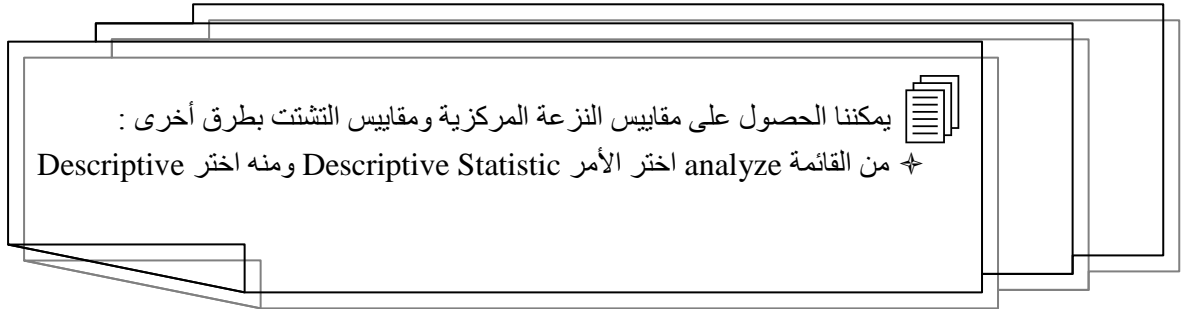 يمكننا الحصول على مقاييس النزعة المركزية ومقاييس التشتت بطرق أخرى :
من القائمة analyze اختر الأمر Descriptive Statistic ومنه اختر Descriptive